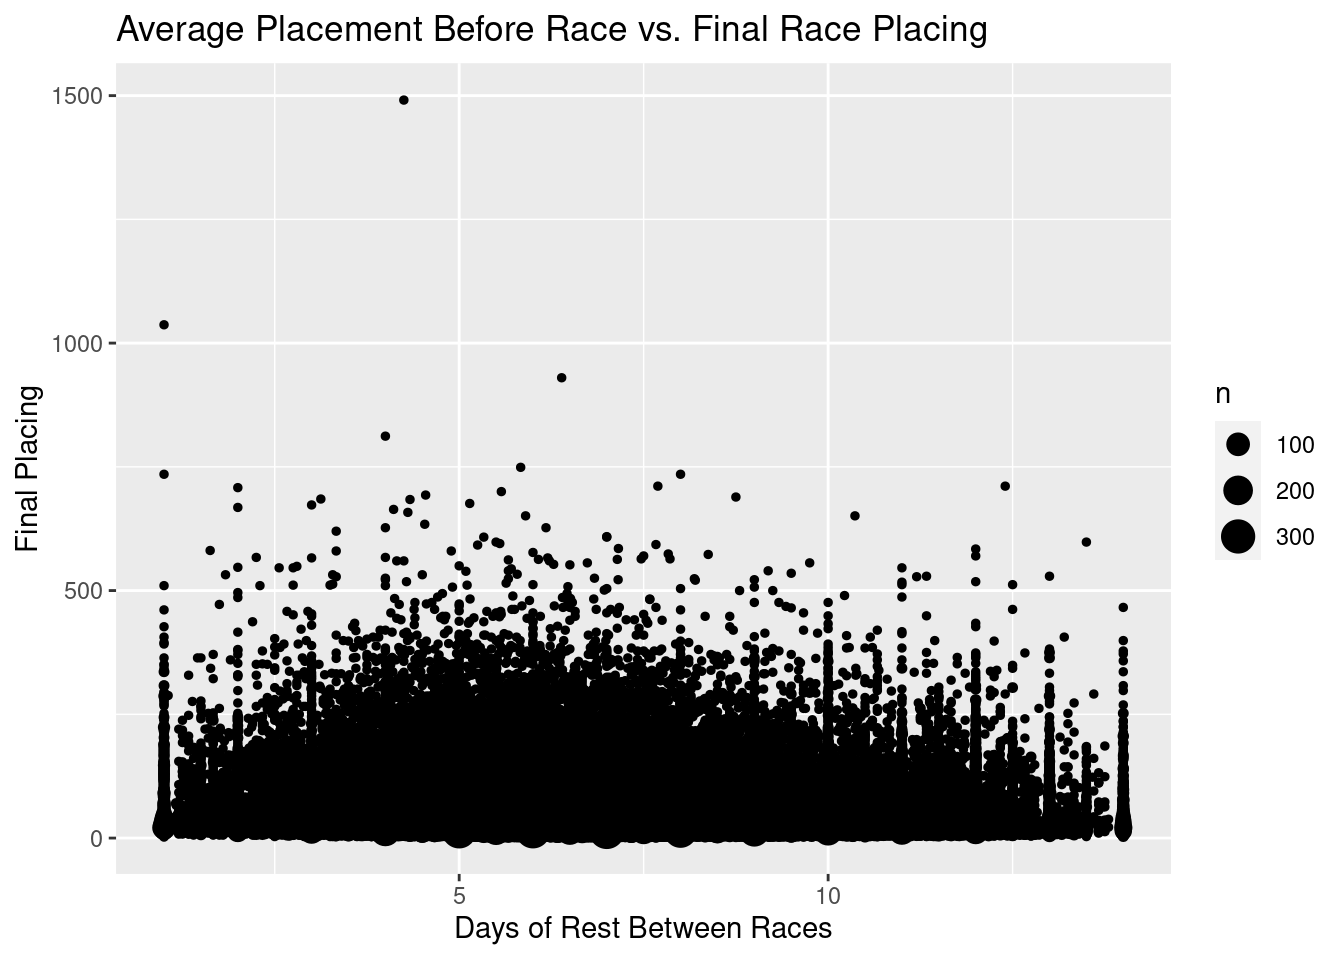 Average Placement Before Race vs. Final Race Placing
1500
1000
500
0
Final Placing
5
10
Days of Rest Between Races
n
100
200
300